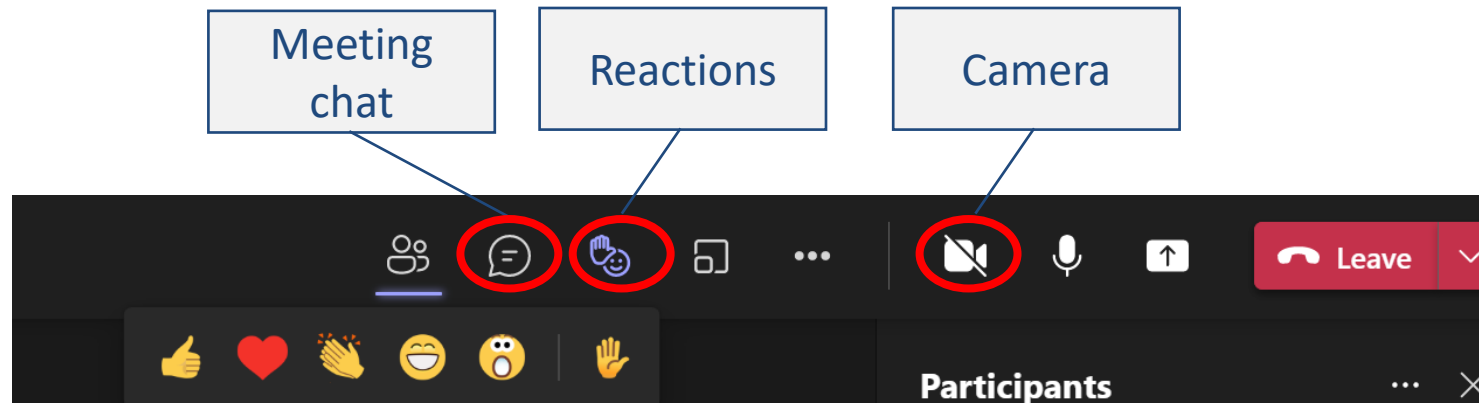 Meeting
chat
Reactions
Camera
Leave
Participants